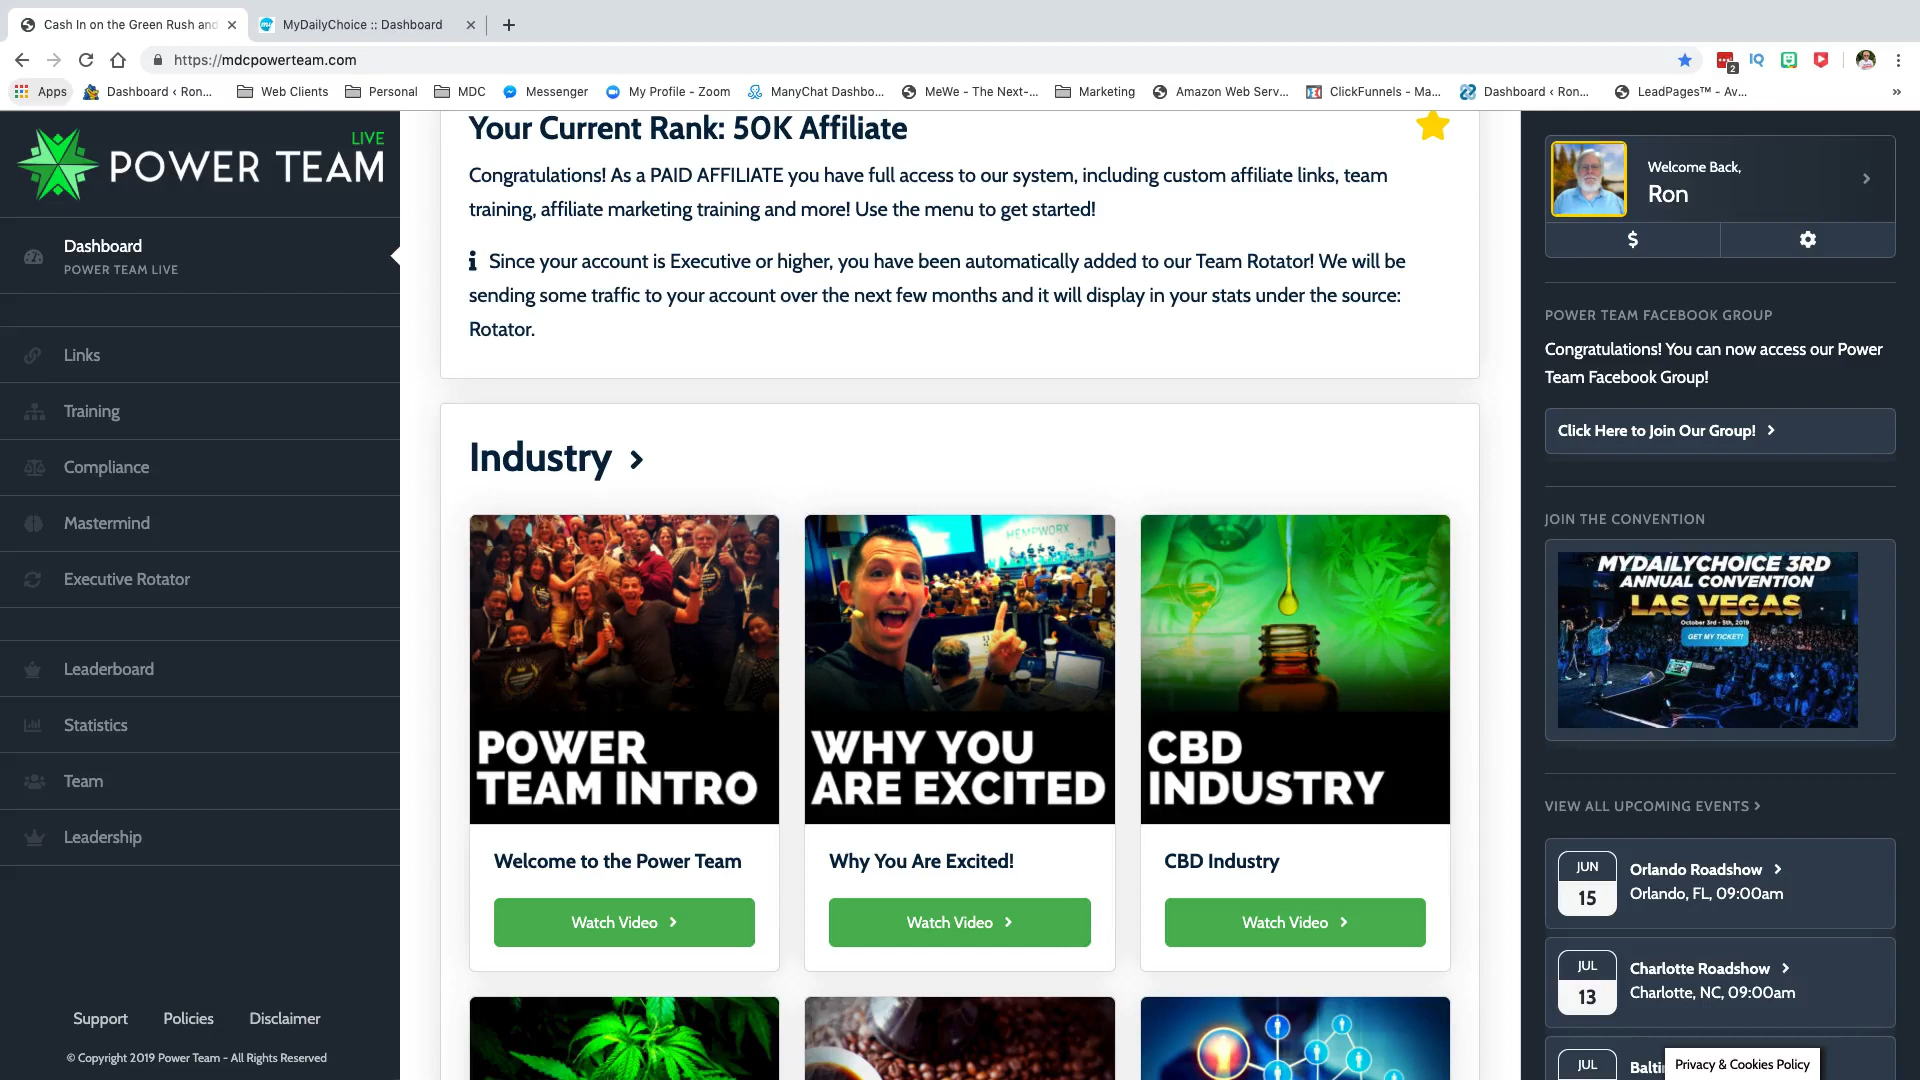 Cash In on the Green Rush and
MyDailyChoice :: Dashboard
https://mdcpowerteam.com
2
IQ
Apps
Dashboard ‹ Ron...
Web Clients
Personal
MDC
Messenger
My Profile - Zoom
ManyChat Dashbo...
MeWe - The Next-...
Marketing
Amazon Web Serv...
ClickFunnels - Ma...
Dashboard ‹ Ron...
LeadPages™ - Av...
»
LIVE
POWER TEAM
Dashboard
POWER TEAM LIVE
Links
Training
Compliance
Mastermind
Executive Rotator
Leaderboard
Statistics
Team
Leadership
Support
Policies
Disclaimer
© Copyright 2019 Power Team - All Rights Reserved
Your Current Rank: 50K Affiliate
Congratulations! As a PAID AFFILIATE you have full access to our system, including custom affiliate links, team
training, affiliate marketing training and more! Use the menu to get started!
Since your account is Executive or higher, you have been automatically added to our Team Rotator! We will be
sending some traffic to your account over the next few months and it will display in your stats under the source:
Rotator.
Industry
POWER
TEAM INTRO
Welcome to the Power Team
Watch Video
HEMPWORX
WHY YOU
ARE EXCITED
Why You Are Excited!
Watch Video
CBD
INDUSTRY
CBD Industry
Watch Video
Welcome Back,
Ron
$
POWER TEAM FACEBOOK GROUP
Congratulations! You can now access our Power
Team Facebook Group!
Click Here to Join Our Group!
JOIN THE CONVENTION
MYDAILYCHOICE 3RD
ANNUAL CONVENTION
LAS VEGAS
October 3rd - 5th, 2019
GET MY TICKET!
VIEW ALL UPCOMING EVENTS
JUN
15
Orlando Roadshow
Orlando, FL, 09:00am
JUL
13
Charlotte Roadshow
Charlotte, NC, 09:00am
JUL
Balti
Privacy & Cookies Policy